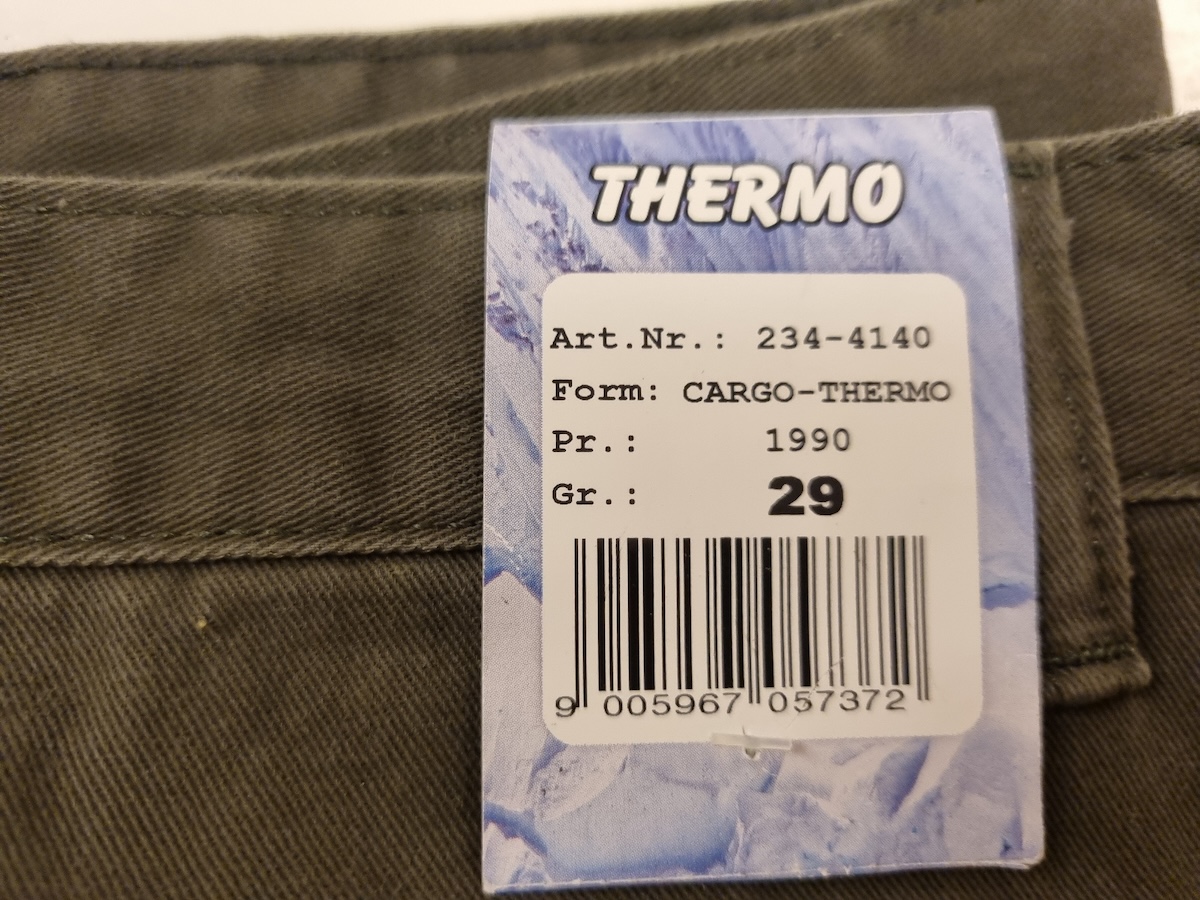 THERMO
Art.Nr.: 234-4140
Form: CARGO-THERMO
Pr.: 1990
Gr.: 29
9 005967 057372